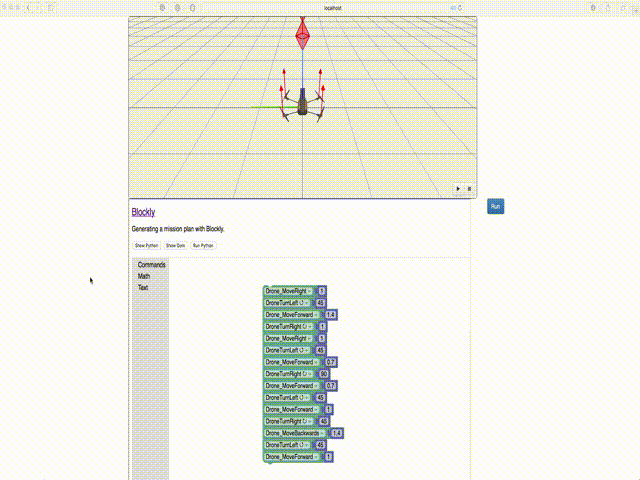 localhost
Run
Blockly
Generating a mission plan with Blockly.
Show Python Show Gom Run Python
Commands
Math
Text
Drone_MoveRight 1
DroneTurnLeft 45
Drone_MoveForward 1.4
DroneTurnRight 1
Drone_MoveRight 1
DroneTurnLeft 45
Drone_MoveForward 0.7
DroneTurnRight 90
Drone_MoveForward 0.7
DroneTurnLeft 45
Drone_MoveForward 1
DroneTurnRight 45
Drone_MoveBackwards 1.4
DroneTurnLeft 45
Drone_MoveForward 1